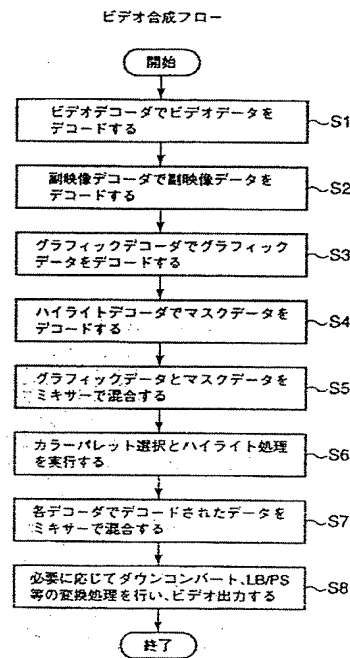 ビデオ合成フロー
開始
ビデオデコーダでビデオデータを
デコードする
S1
副映像デコーダで副映像データを
デコードする
S2
グラフィックデコーダでグラフィック
データをデコードする
S3
ハイライトデコーダでマスクデータを
デコードする
S4
グラフィックデータとマスクデータを
ミキサーで混合する
S5
カラーパレット選択とハイライト処理
を実行する
S6
各デコーダでデコードされたデータを
ミキサーで混合する
S7
必要に応じてダウンコンバート、LB/PS
等の変換処理を行い、ビデオ出力する
S8
終了